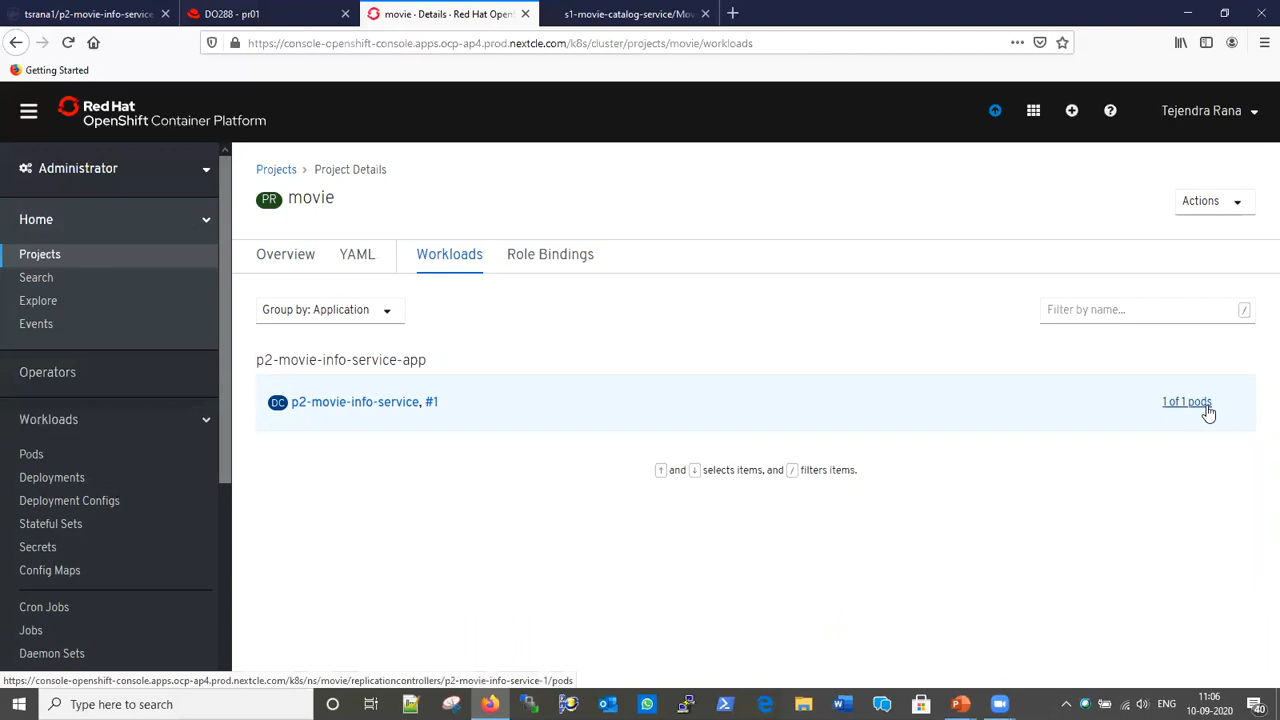 tsrana1/p2-movie-info-service
DO288 - pr01
movie · Details · Red Hat Open
s1-movie-catalog-service/Mov
https://console-openshift-console.apps.ocp-ap4.prod.nextcle.com/k8s/cluster/projects/movie/workloads
Getting Started
Red Hat
OpenShift Container Platform
Tejendra Rana
Administrator
Home
Projects
Search
Explore
Events
Operators
Workloads
Pods
Deployments
Deployment Configs
Stateful Sets
Secrets
Config Maps
Cron Jobs
Jobs
Daemon Sets
Projects > Project Details
PR movie
Actions
Overview YAML Workloads Role Bindings
Group by: Application
Filter by name... /
p2-movie-info-service-app
DC p2-movie-info-service, #1
1 of 1 pods
↑ and ↓ selects items, and / filters items.
https://console-openshift-console.apps.ocp-ap4.prod.nextcle.com/k8s/ns/movie/replicationcontrollers/p2-movie-info-service-1/pods
Type here to search
ENG
11:06
10-09-2020
40